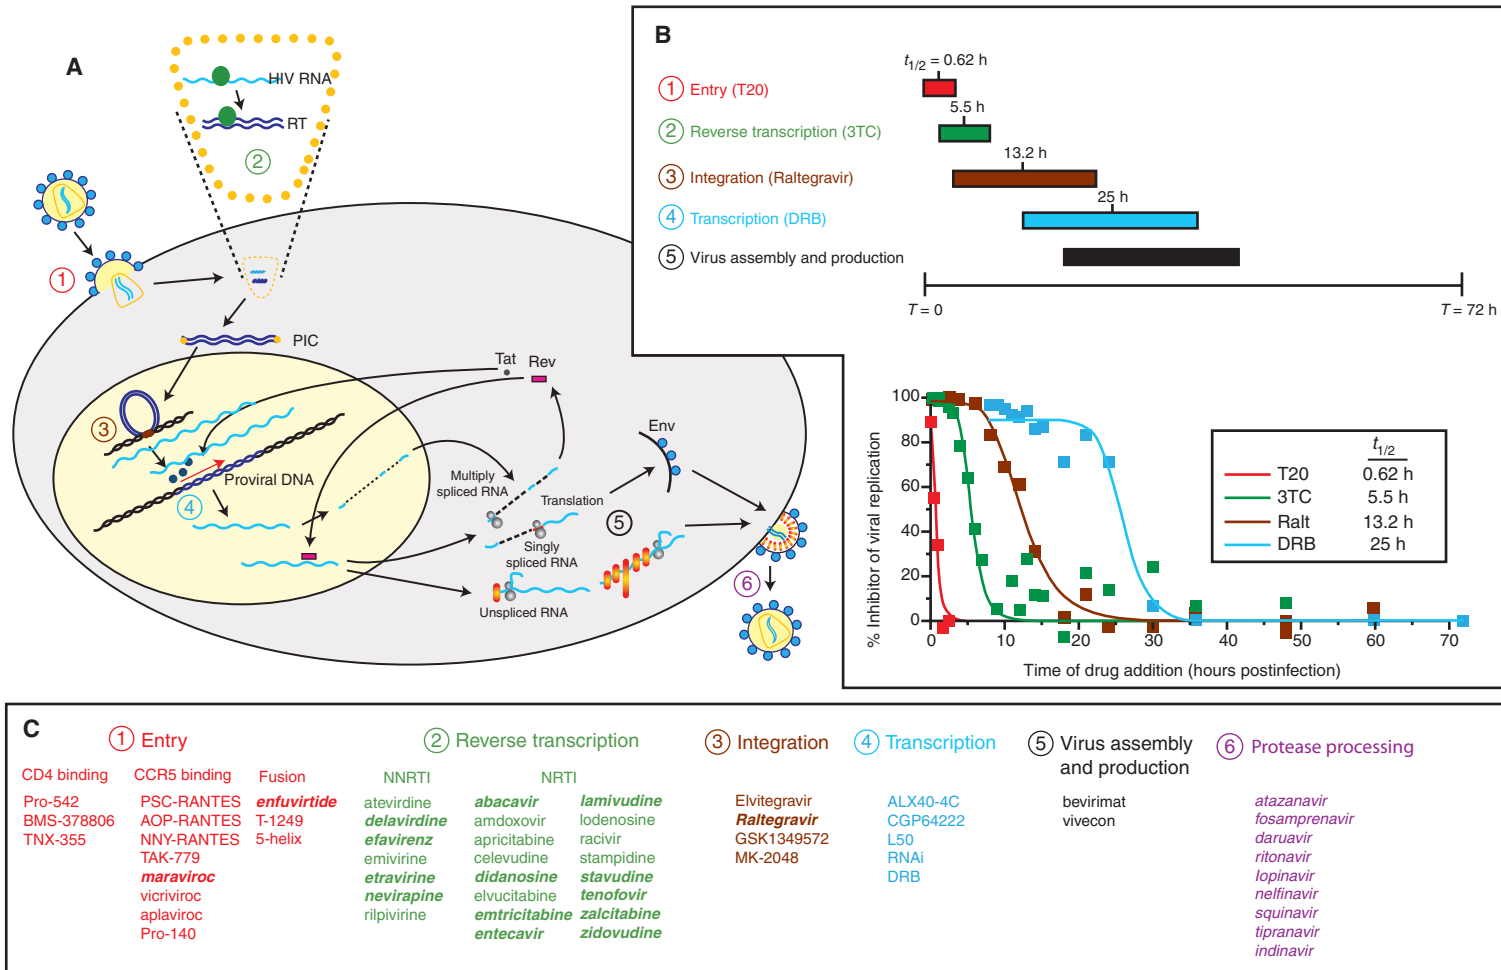 A
HIV RNA
RT
2
1
PIC
Tat
Rev
3
Proviral DNA
4
Multiply
spliced RNA
Translation
Singly
spliced RNA
Unspliced RNA
5
Env
6
B
t1/2 = 0.62 h
1 Entry (T20)
5.5 h
2 Reverse transcription (3TC)
13.2 h
3 Integration (Raltegravir)
25 h
4 Transcription (DRB)
5 Virus assembly and production
T = 0
T = 72 h
% Inhibitor of viral replication
100
80
60
40
20
0
0 10 20 30 40 50 60 70
Time of drug addition (hours postinfection)
t1/2
T20 0.62 h
3TC 5.5 h
Ralt 13.2 h
DRB 25 h
C
1 Entry
CD4 binding
Pro-542
BMS-378806
TNX-355
CCR5 binding
PSC-RANTES
AOP-RANTES
NNY-RANTES
TAK-779
maraviroc
vicriviroc
aplaviroc
Pro-140
Fusion
enfuvirtide
T-1249
5-helix
2 Reverse transcription
NNRTI
atevirdine
delavirdine
efavirenz
emivirine
etravirine
nevirapine
rilpivirine
NRTI
abacavir
amdoxovir
apricitabine
celevudine
didanosine
elvucitabine
emtricitabine
entecavir
lamivudine
lodenosine
racivir
stampidine
stavudine
tenofovir
zalcitabine
zidovudine
3 Integration
Elvitegravir
Raltegravir
GSK1349572
MK-2048
4 Transcription
ALX40-4C
CGP64222
L50
RNAi
DRB
5 Virus assembly
and production
bevirimat
vivecon
6 Protease processing
atazanavir
fosamprenavir
daruavir
ritonavir
lopinavir
nelfinavir
squinavir
tipranavir
indinavir